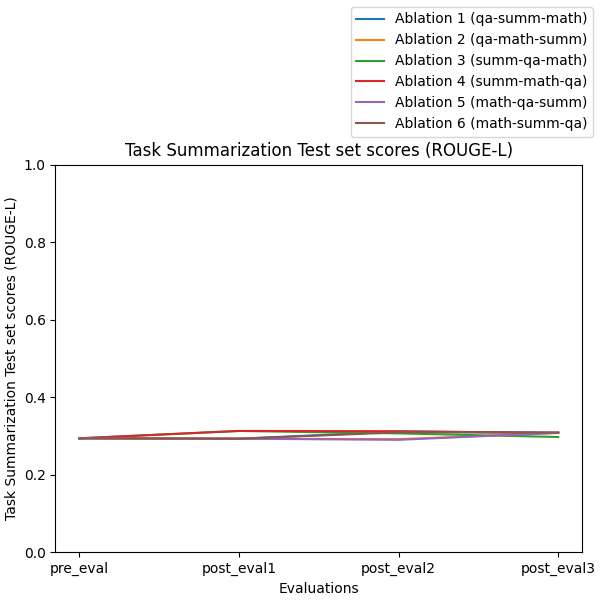 Ablation 1 (qa-summ-math)
Ablation 2 (qa-math-summ)
Ablation 3 (summ-qa-math)
Ablation 4 (summ-math-qa)
Ablation 5 (math-qa-summ)
Ablation 6 (math-summ-qa)
Task Summarization Test set scores (ROUGE-L)
Task Summarization Test set scores (ROUGE-L)
1.0
0.8
0.6
0.4
0.2
0.0
pre_eval
post_eval1
post_eval2
post_eval3
Evaluations